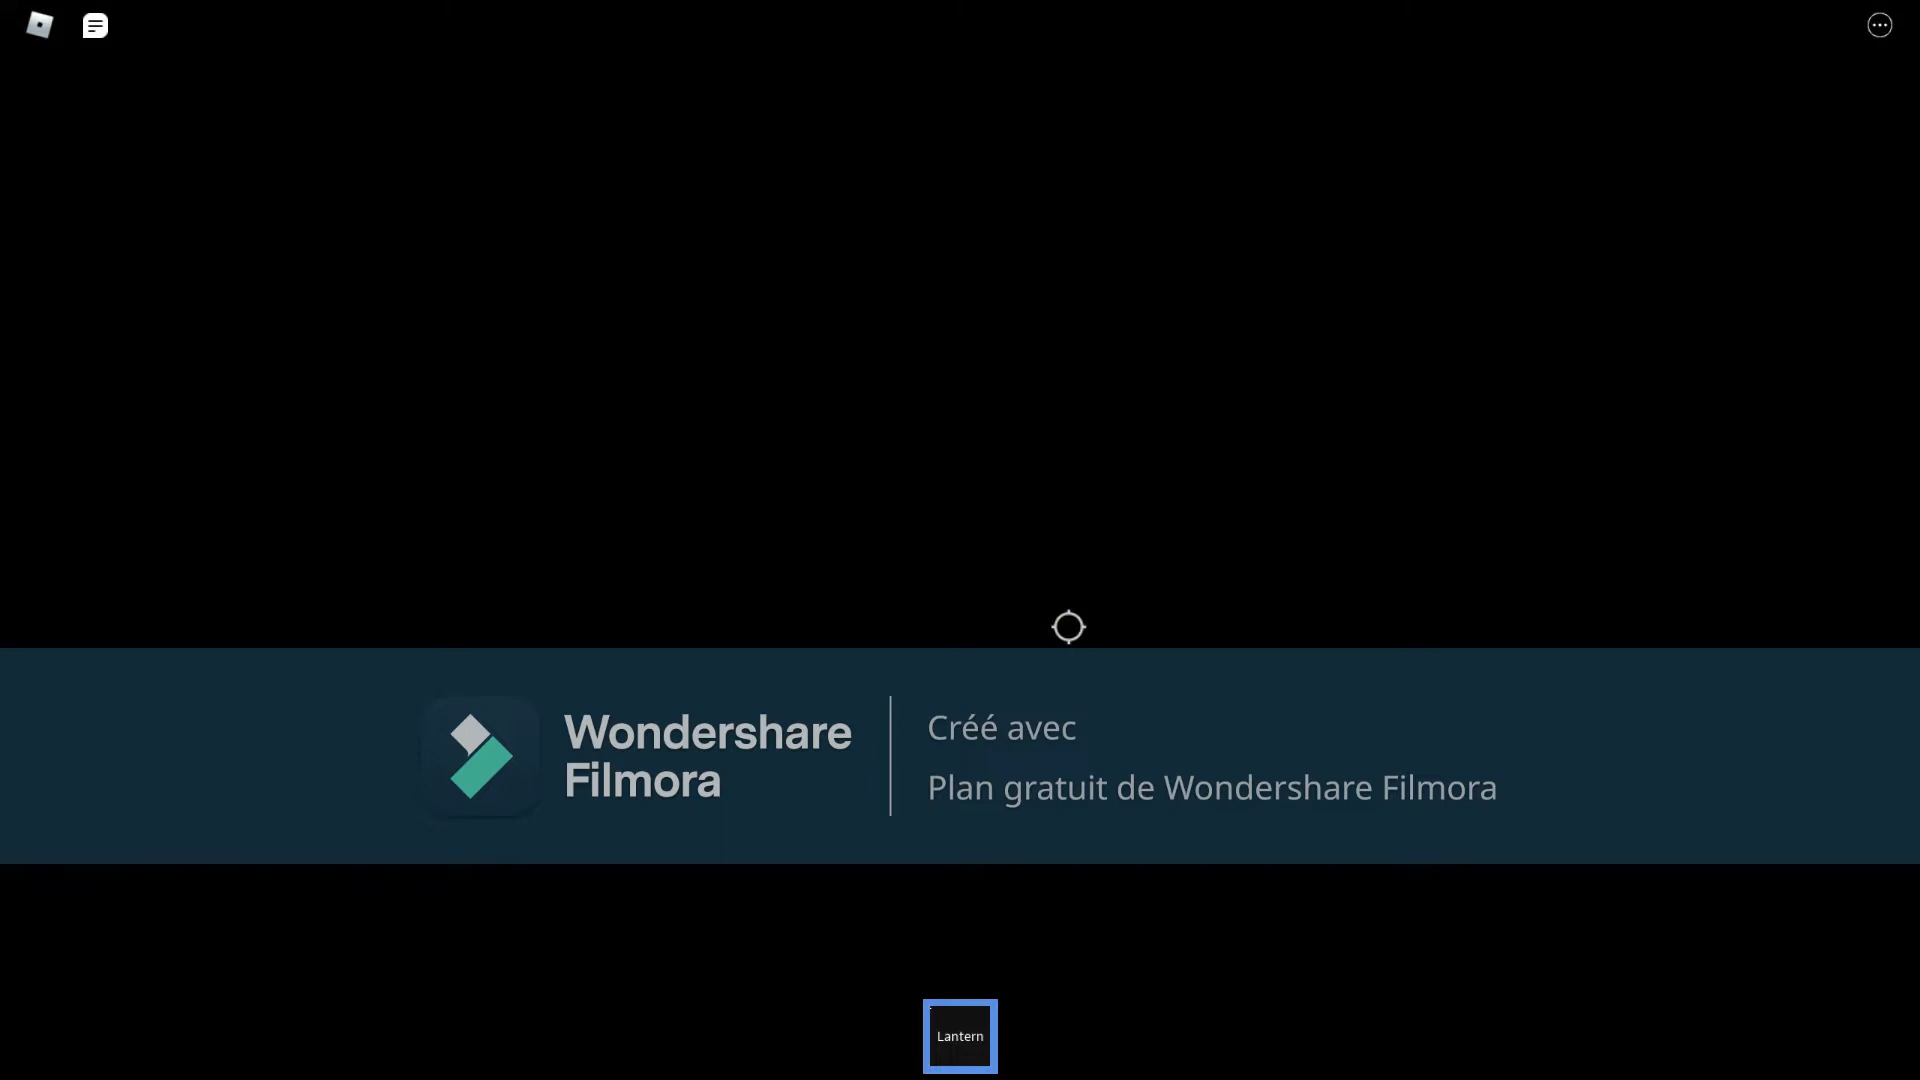 Wondershare
Filmora
Créé avec
Plan gratuit de Wondershare Filmora
Lantern